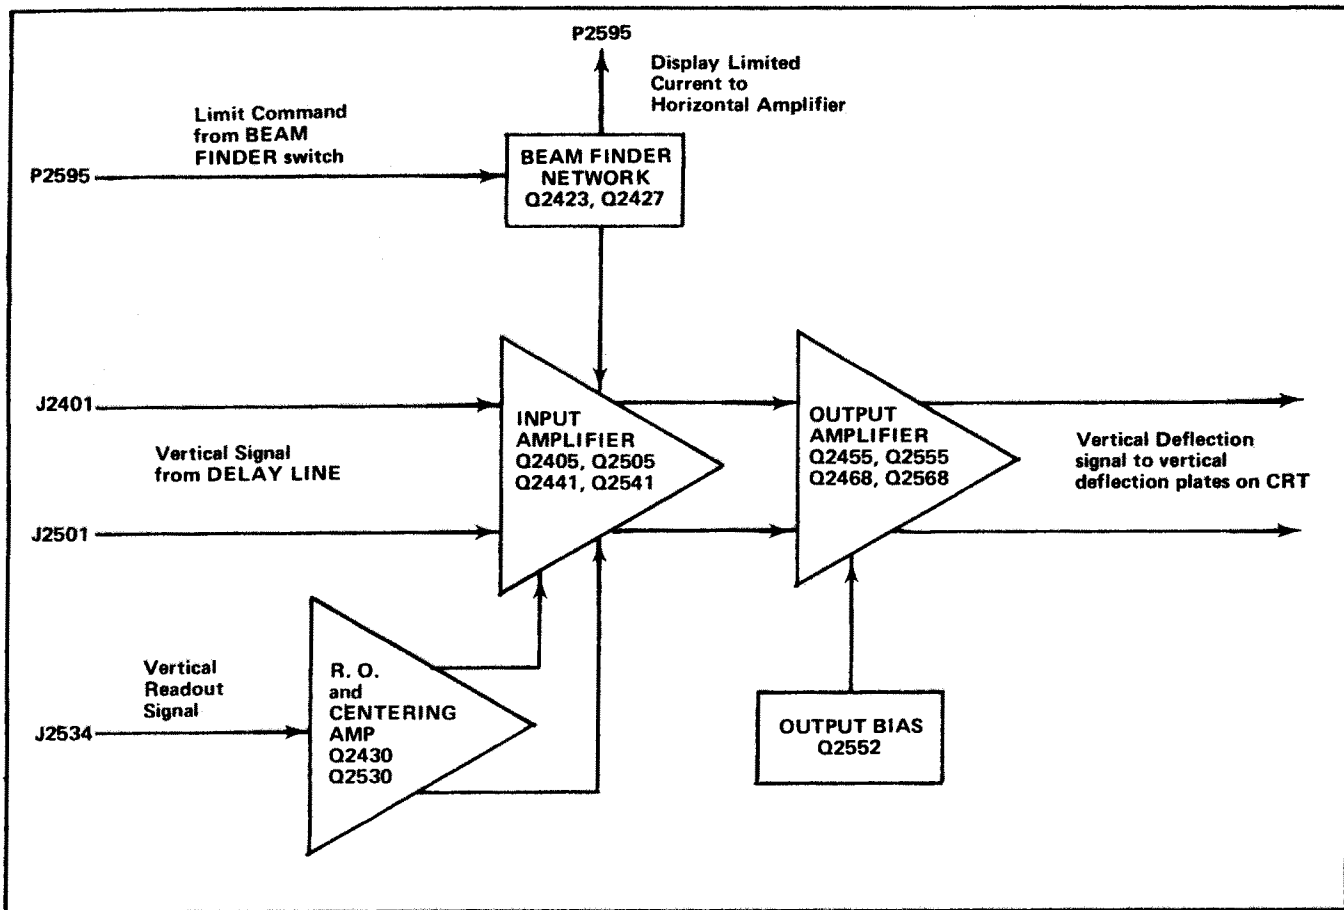 P2595
Display Limited
Current to
Horizontal Amplifier
Limit Command
from BEAM
FINDER switch
P2595
BEAM FINDER
NETWORK
Q2423, Q2427
J2401
Vertical Signal
from DELAY LINE
J2501
INPUT
AMPLIFIER
Q2405, Q2505
Q2441, Q2541
OUTPUT
AMPLIFIER
Q2455, Q2555
Q2468, Q2568
Vertical Deflection
signal to vertical
deflection plates on CRT
Vertical
Readout
Signal
J2534
R. O.
and
CENTERING
AMP
Q2430
Q2530
OUTPUT BIAS
Q2552